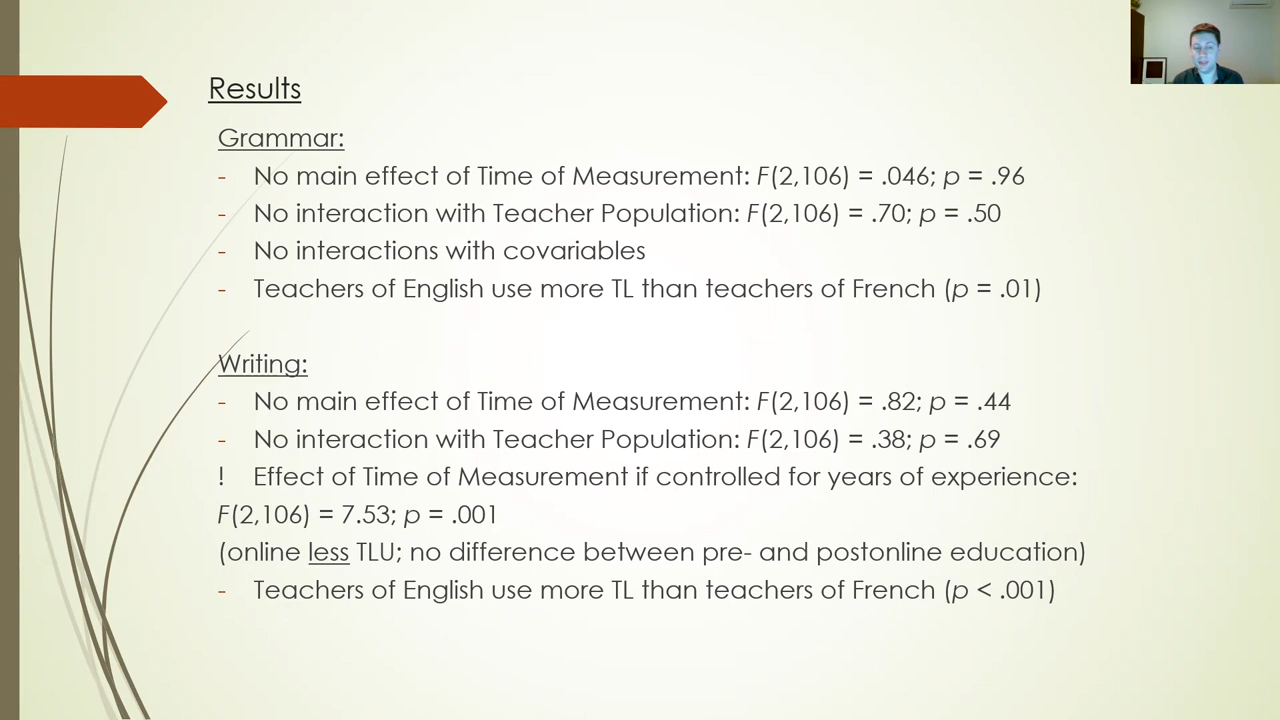 Results
Grammar:
- No main effect of Time of Measurement: F(2,106) = .046; p = .96
- No interaction with Teacher Population: F(2,106) = .70; p = .50
- No interactions with covariables
- Teachers of English use more TL than teachers of French (p = .01)
Writing:
- No main effect of Time of Measurement: F(2,106) = .82; p = .44
- No interaction with Teacher Population: F(2,106) = .38; p = .69
! Effect of Time of Measurement if controlled for years of experience:
F(2,106) = 7.53; p = .001
(online less TLU; no difference between pre- and postonline education)
- Teachers of English use more TL than teachers of French (p < .001)